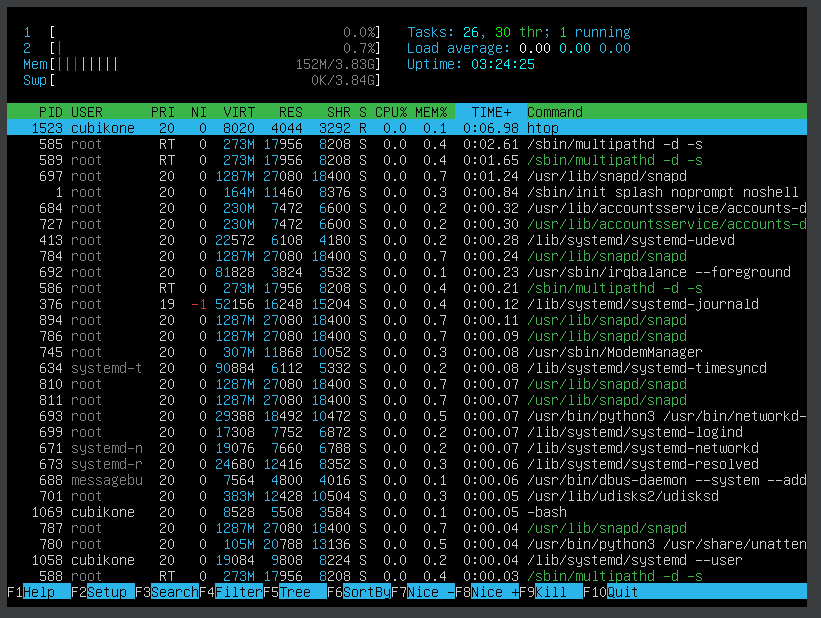 1 [ 0.0%] Tasks: 26, 30 thr; 1 running
2 [| 0.7%] Load average: 0.00 0.00 0.00
Mem[|||||||| 152M/3.83G] Uptime: 03:24:25
Swp[ 0K/3.84G]
PID USER PRI NI VIRT RES SHR S CPU% MEM% TIME+ Command
1523 cubikone 20 0 8020 4044 3292 R 0.0 0.1 0:06.98 htop
585 root RT 0 273M 17956 8208 S 0.0 0.4 0:02.61 /sbin/multipathd -d -s
589 root RT 0 273M 17956 8208 S 0.0 0.4 0:01.65 /sbin/multipathd -d -s
697 root 20 0 1287M 27080 18400 S 0.0 0.7 0:01.24 /usr/lib/snapd/snapd
1 root 20 0 164M 11460 8376 S 0.0 0.3 0:00.84 /sbin/init splash noprompt noshell
684 root 20 0 230M 7472 6600 S 0.0 0.2 0:00.32 /usr/lib/accountsservice/accounts-d
727 root 20 0 230M 7472 6600 S 0.0 0.2 0:00.30 /usr/lib/accountsservice/accounts-d
413 root 20 0 22572 6108 4180 S 0.0 0.2 0:00.28 /lib/systemd/systemd-udevd
784 root 20 0 1287M 27080 18400 S 0.0 0.7 0:00.24 /usr/lib/snapd/snapd
692 root 20 0 81828 3824 3532 S 0.0 0.1 0:00.23 /usr/sbin/irqbalance --foreground
586 root RT 0 273M 17956 8208 S 0.0 0.4 0:00.21 /sbin/multipathd -d -s
376 root 19 -1 52156 16248 15204 S 0.0 0.4 0:00.12 /lib/systemd/systemd-journald
894 root 20 0 1287M 27080 18400 S 0.0 0.7 0:00.11 /usr/lib/snapd/snapd
786 root 20 0 1287M 27080 18400 S 0.0 0.7 0:00.09 /usr/lib/snapd/snapd
745 root 20 0 307M 11868 10052 S 0.0 0.3 0:00.08 /usr/sbin/ModemManager
634 systemd-t 20 0 90884 6112 5332 S 0.0 0.2 0:00.08 /lib/systemd/systemd-timesyncd
810 root 20 0 1287M 27080 18400 S 0.0 0.7 0:00.07 /usr/lib/snapd/snapd
811 root 20 0 1287M 27080 18400 S 0.0 0.7 0:00.07 /usr/lib/snapd/snapd
693 root 20 0 29388 18492 10472 S 0.0 0.5 0:00.07 /usr/bin/python3 /usr/bin/networkd-
699 root 20 0 17308 7752 6872 S 0.0 0.2 0:00.07 /lib/systemd/systemd-logind
671 systemd-n 20 0 19076 7660 6788 S 0.0 0.2 0:00.07 /lib/systemd/systemd-networkd
673 systemd-r 20 0 24680 12416 8352 S 0.0 0.3 0:00.06 /lib/systemd/systemd-resolved
688 messagebu 20 0 7564 4800 4016 S 0.0 0.1 0:00.06 /usr/bin/dbus-daemon --system --add
701 root 20 0 383M 12428 10504 S 0.0 0.3 0:00.05 /usr/lib/udisks2/udisksd
1069 cubikone 20 0 8528 5508 3584 S 0.0 0.1 0:00.05 -bash
787 root 20 0 1287M 27080 18400 S 0.0 0.7 0:00.04 /usr/lib/snapd/snapd
780 root 20 0 105M 20788 13136 S 0.0 0.5 0:00.04 /usr/bin/python3 /usr/share/unatten
1058 cubikone 20 0 19084 9808 8224 S 0.0 0.2 0:00.04 /lib/systemd/systemd --user
588 root RT 0 273M 17956 8208 S 0.0 0.4 0:00.03 /sbin/multipathd -d -s
F1Help F2Setup F3SearchF4FilterF5Tree F6SortByF7Nice -F8Nice +F9Kill F10Quit